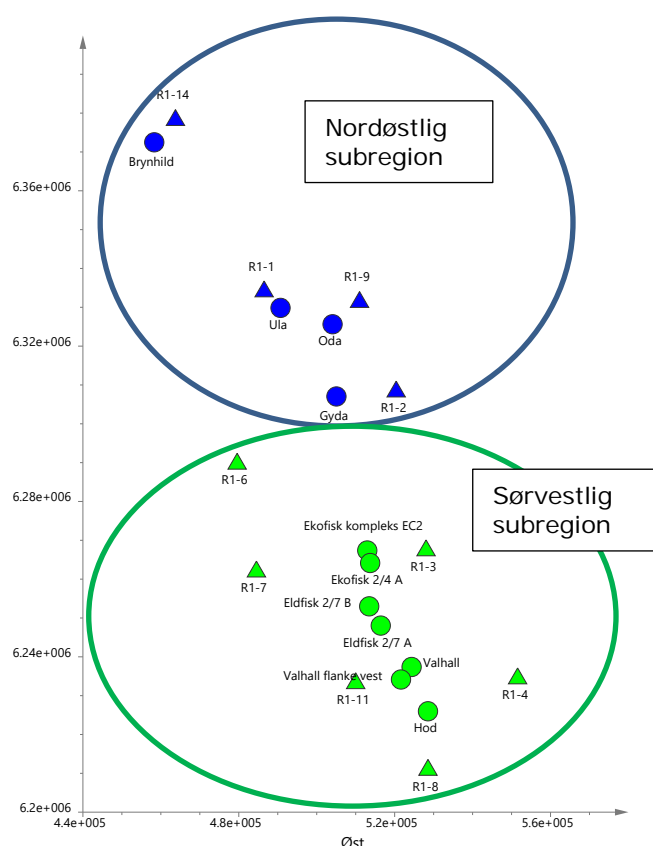 R1-14
Nordøstlig
subregion
Brynhild
6.36e+006
R1-1
R1-9
Ula
Oda
6.32e+006
R1-2
Gyda
R1-6
6.28e+006
Sørvestlig
subregion
Ekofisk kompleks EC2
R1-3
R1-7
Ekofisk 2/4 A
Eldfisk 2/7 B
Eldfisk 2/7 A
6.24e+006
Valhall
Valhall flanke vest
R1-11
R1-4
Hod
R1-8
6.2e+006
4.4e+005
4.8e+005
5.2e+005
5.6e+005
Øst